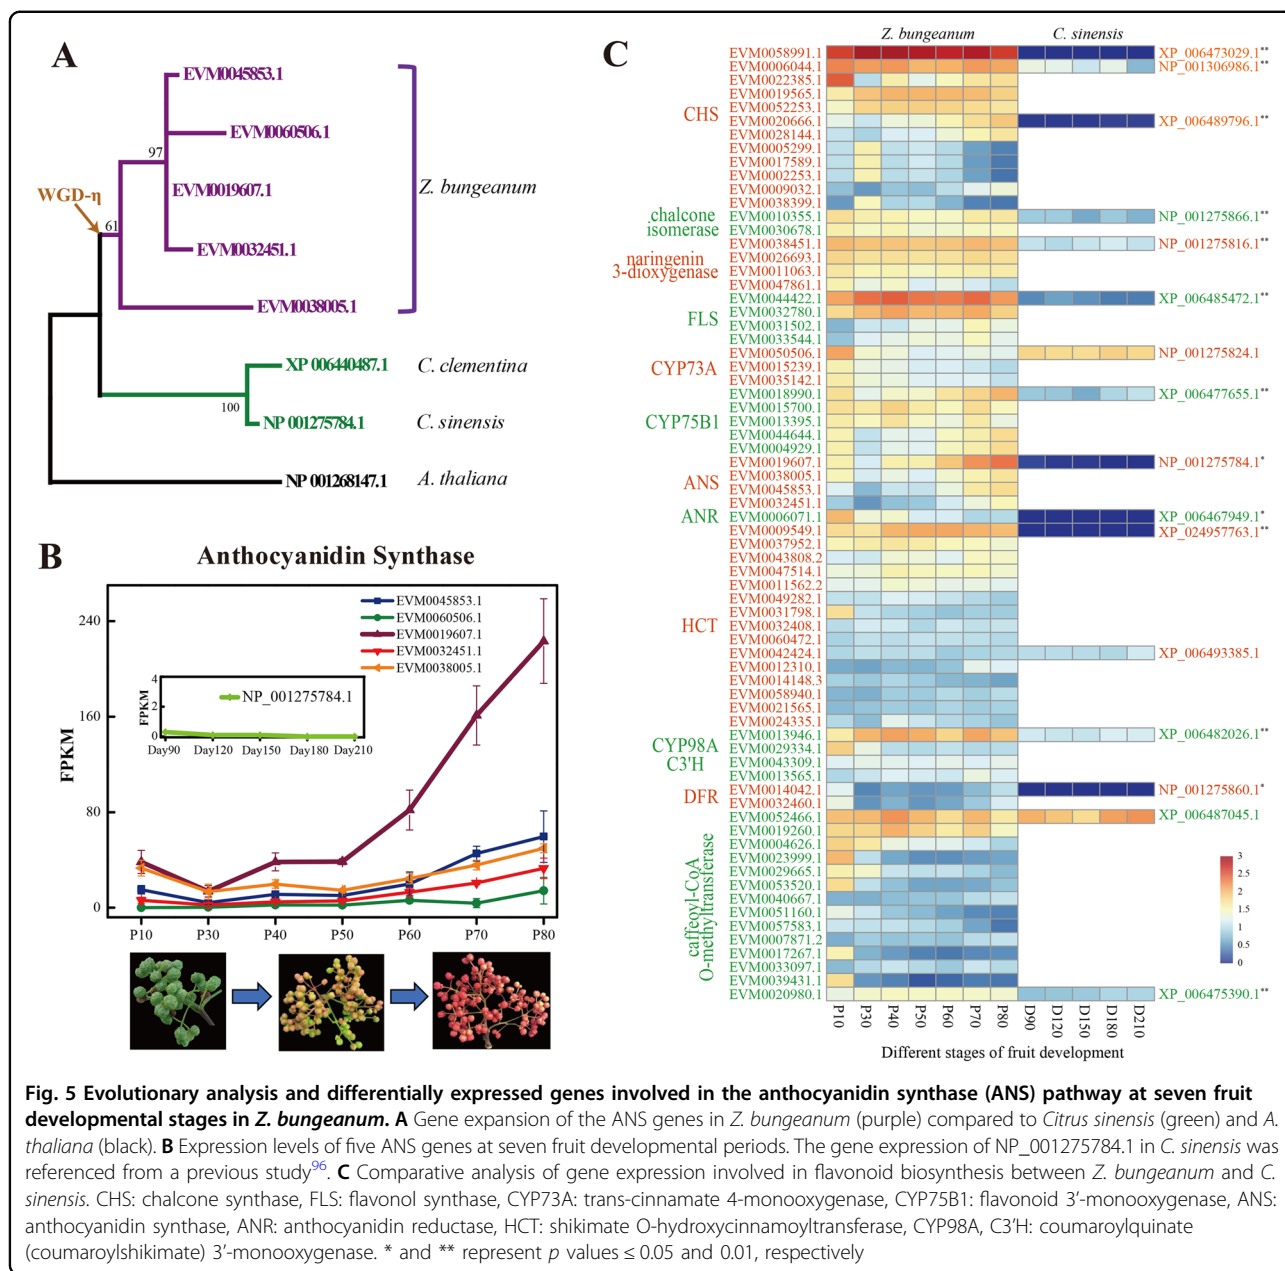 A
EVM0045853.1
EVM0060506.1
97
WGD-η
EVM0019607.1
Z. bungeanum
61
EVM0032451.1
EVM0038005.1
XP 006440487.1
C. clementina
100
NP 001275784.1
C. sinensis
NP 001268147.1
A. thaliana
B
Anthocyanidin Synthase
EVM0045853.1
EVM0060506.1
EVM0019607.1
EVM0032451.1
EVM0038005.1
240
160
80
0
FPKM
NP_001275784.1
FPKM
4
2
0
Day90 Day120 Day150 Day180 Day210
P10 P30 P40 P50 P60 P70 P80
C
Z. bungeanum C. sinensis
CHS
chalcone
isomerase
naringenin
3-dioxygenase
FLS
CYP73A
CYP75B1
ANS
ANR
HCT
CYP98A
C3'H
DFR
caffeoyl-CoA
O-methyltransferase
EVM0058991.1 XP_006473029.1**
EVM0006044.1 NP_001306986.1**
EVM0022385.1
EVM0019565.1
EVM0052253.1
EVM0020666.1 XP_006489796.1**
EVM0028144.1
EVM0005299.1
EVM0017589.1
EVM0002253.1
EVM0009032.1
EVM0038399.1
EVM0010355.1 NP_001275866.1**
EVM0030678.1
EVM0038451.1 NP_001275816.1**
EVM0026693.1
EVM0011063.1
EVM0047861.1
EVM0044422.1 XP_006485472.1**
EVM0032780.1
EVM0031502.1
EVM0033544.1
EVM0050506.1 NP_001275824.1
EVM0015239.1
EVM0035142.1
EVM0018990.1 XP_006477655.1**
EVM0015700.1
EVM0013395.1
EVM0044644.1
EVM0004929.1
EVM0019607.1 NP_001275784.1*
EVM0038005.1
EVM0045853.1
EVM0032451.1
EVM0006071.1 XP_006467949.1*
EVM0009549.1 XP_024957763.1**
EVM0037952.1
EVM0043808.2
EVM0047514.1
EVM0011562.2
EVM0049282.1
EVM0031798.1
EVM0032408.1
EVM0060472.1
EVM0042424.1 XP_006493385.1
EVM0012310.1
EVM0014148.3
EVM0058940.1
EVM0021565.1
EVM0024335.1
EVM0013946.1 XP_006482026.1**
EVM0029334.1
EVM0043309.1
EVM0013565.1
EVM0014042.1 NP_001275860.1*
EVM0032460.1
EVM0052466.1 XP_006487045.1
EVM0019260.1
EVM0004626.1
EVM0023999.1
EVM0029665.1
EVM0053520.1
EVM0040667.1
EVM0051160.1
EVM0057583.1
EVM0007871.2
EVM0017267.1
EVM0033097.1
EVM0039431.1
EVM0020980.1 XP_006475390.1**
3
2.5
2
1.5
1
0.5
0
P10 P30 P40 P50 P60 P70 P80 D90 D120 D150 D180 D210
Different stages of fruit development
Fig. 5 Evolutionary analysis and differentially expressed genes involved in the anthocyanidin synthase (ANS) pathway at seven fruit
developmental stages in Z. bungeanum. A Gene expansion of the ANS genes in Z. bungeanum (purple) compared to Citrus sinensis (green) and A.
thaliana (black). B Expression levels of five ANS genes at seven fruit developmental periods. The gene expression of NP_001275784.1 in C. sinensis was
referenced from a previous study96. C Comparative analysis of gene expression involved in flavonoid biosynthesis between Z. bungeanum and C.
sinensis. CHS: chalcone synthase, FLS: flavonol synthase, CYP73A: trans-cinnamate 4-monooxygenase, CYP75B1: flavonoid 3’-monooxygenase, ANS:
anthocyanidin synthase, ANR: anthocyanidin reductase, HCT: shikimate O-hydroxycinnamoyltransferase, CYP98A, C3’H: coumaroylquinate
(coumaroylshikimate) 3’-monooxygenase. * and ** represent p values ≤ 0.05 and 0.01, respectively